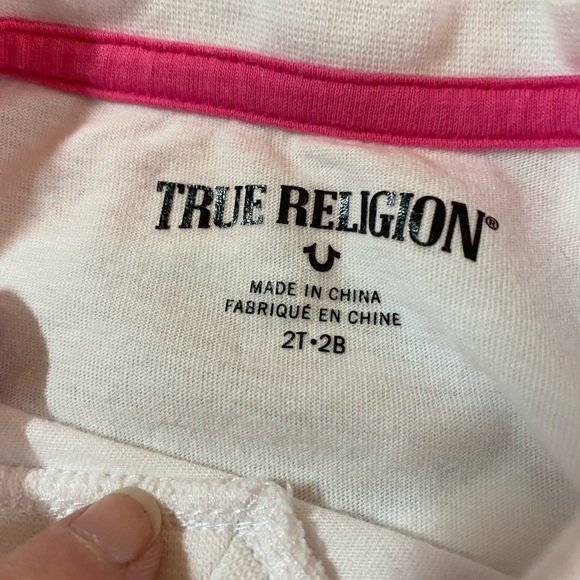 TRUE RELIGION®
MADE IN CHINA
FABRIQUÉ EN CHINE
2T•2B